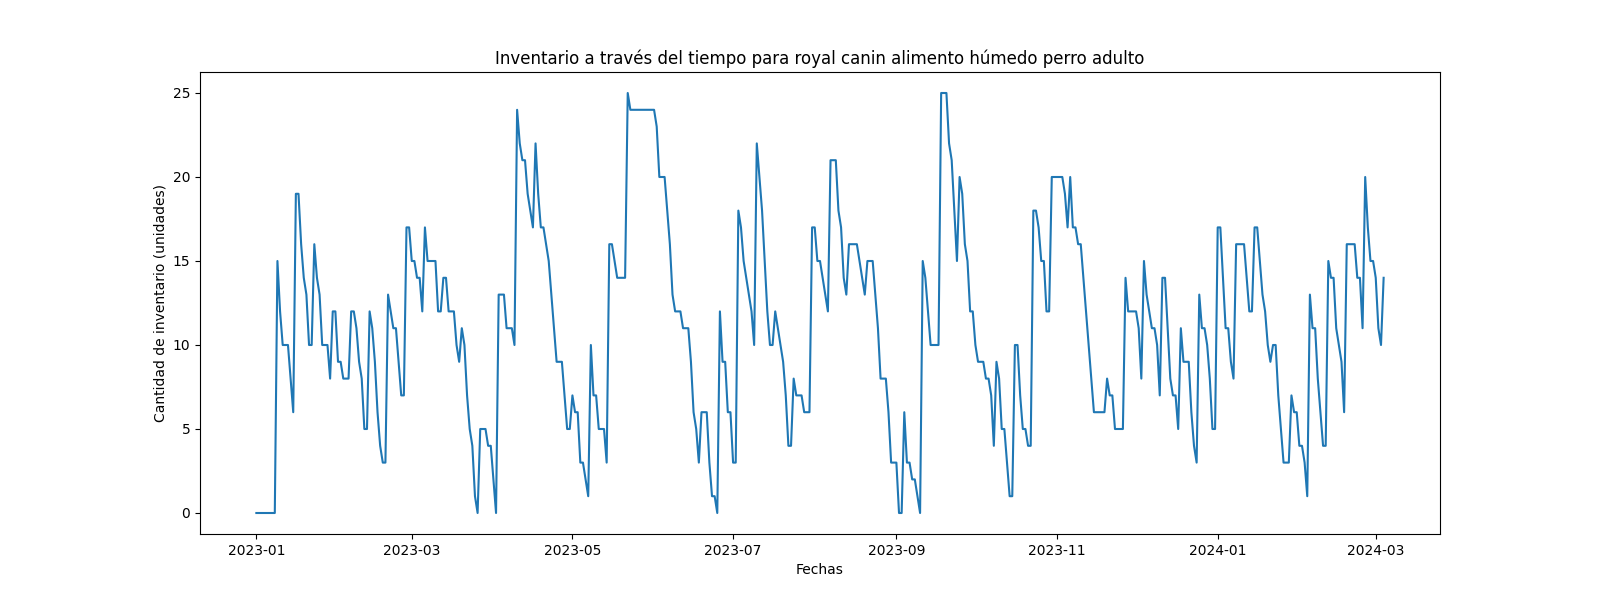 Inventario a través del tiempo para royal canin alimento húmedo perro adulto
Cantidad de inventario (unidades)
25
20
15
10
5
0
2023-01 2023-03 2023-05 2023-07 2023-09 2023-11 2024-01 2024-03
Fechas